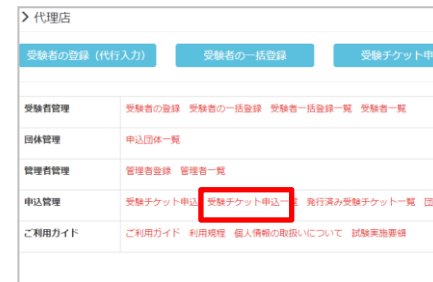 代理店
受験者の登録（代行入力） 受験者の一括登録 受験チケット申
受験者管理 受験者の登録 受験者の一括登録 受験者一括登録一覧 受験者一覧
団体管理 申込団体一覧
管理者管理 管理者登録 管理者一覧
申込管理 受験チケット申込 受験チケット申込一覧 発行済み受験チケット一覧 団
ご利用ガイド ご利用ガイド 利用規程 個人情報の取扱いについて 試験実施要領